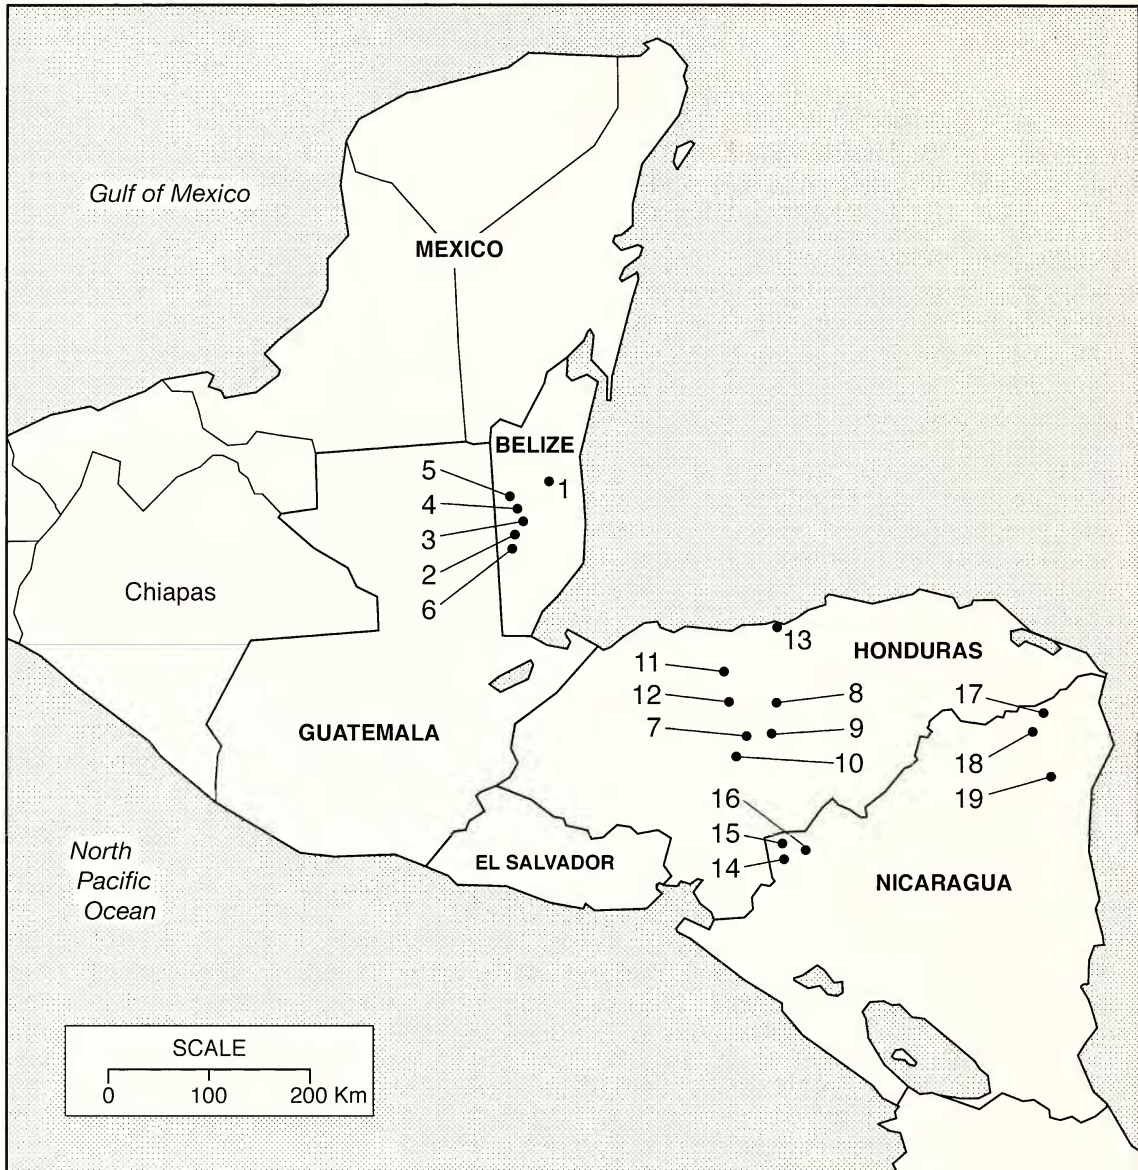 Gulf of Mexico
MEXICO
BELIZE
5
1
4
3
2
6
Chiapas
13
HONDURAS
11
12
8
17
7
9
GUATEMALA
10
18
19
16
15
14
EL SALVADOR
NICARAGUA
North
Pacific
Ocean
SCALE
0 100 200 Km